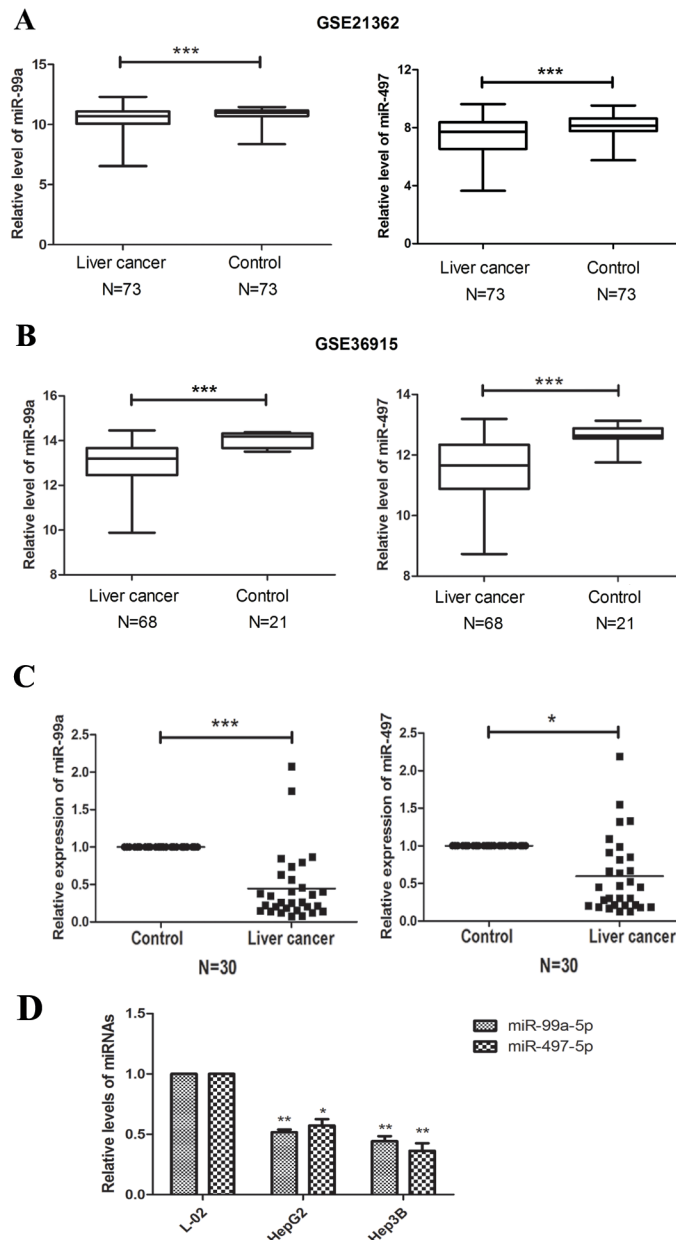 A
GSE21362
***
Relative level of miR-99a
15
10
5
0
Liver cancer
Control
N=73
N=73
***
Relative level of miR-497
12
8
4
0
Liver cancer
Control
N=73
N=73
B
GSE36915
***
Relative level of miR-99a
16
14
12
10
8
Liver cancer
Control
N=68
N=21
***
Relative level of miR-497
14
12
10
8
Liver cancer
Control
N=68
N=21
C
***
Relative expression of miR-99a
2.5
2.0
1.5
1.0
0.5
0.0
Control
Liver cancer
N=30
*
Relative expression of miR-497
2.5
2.0
1.5
1.0
0.5
0.0
Control
Liver cancer
N=30
D
Relative levels of miRNAs
1.5
1.0
0.5
0.0
**
*
**
**
L-02
HepG2
Hep3B
miR-99a-5p
miR-497-5p